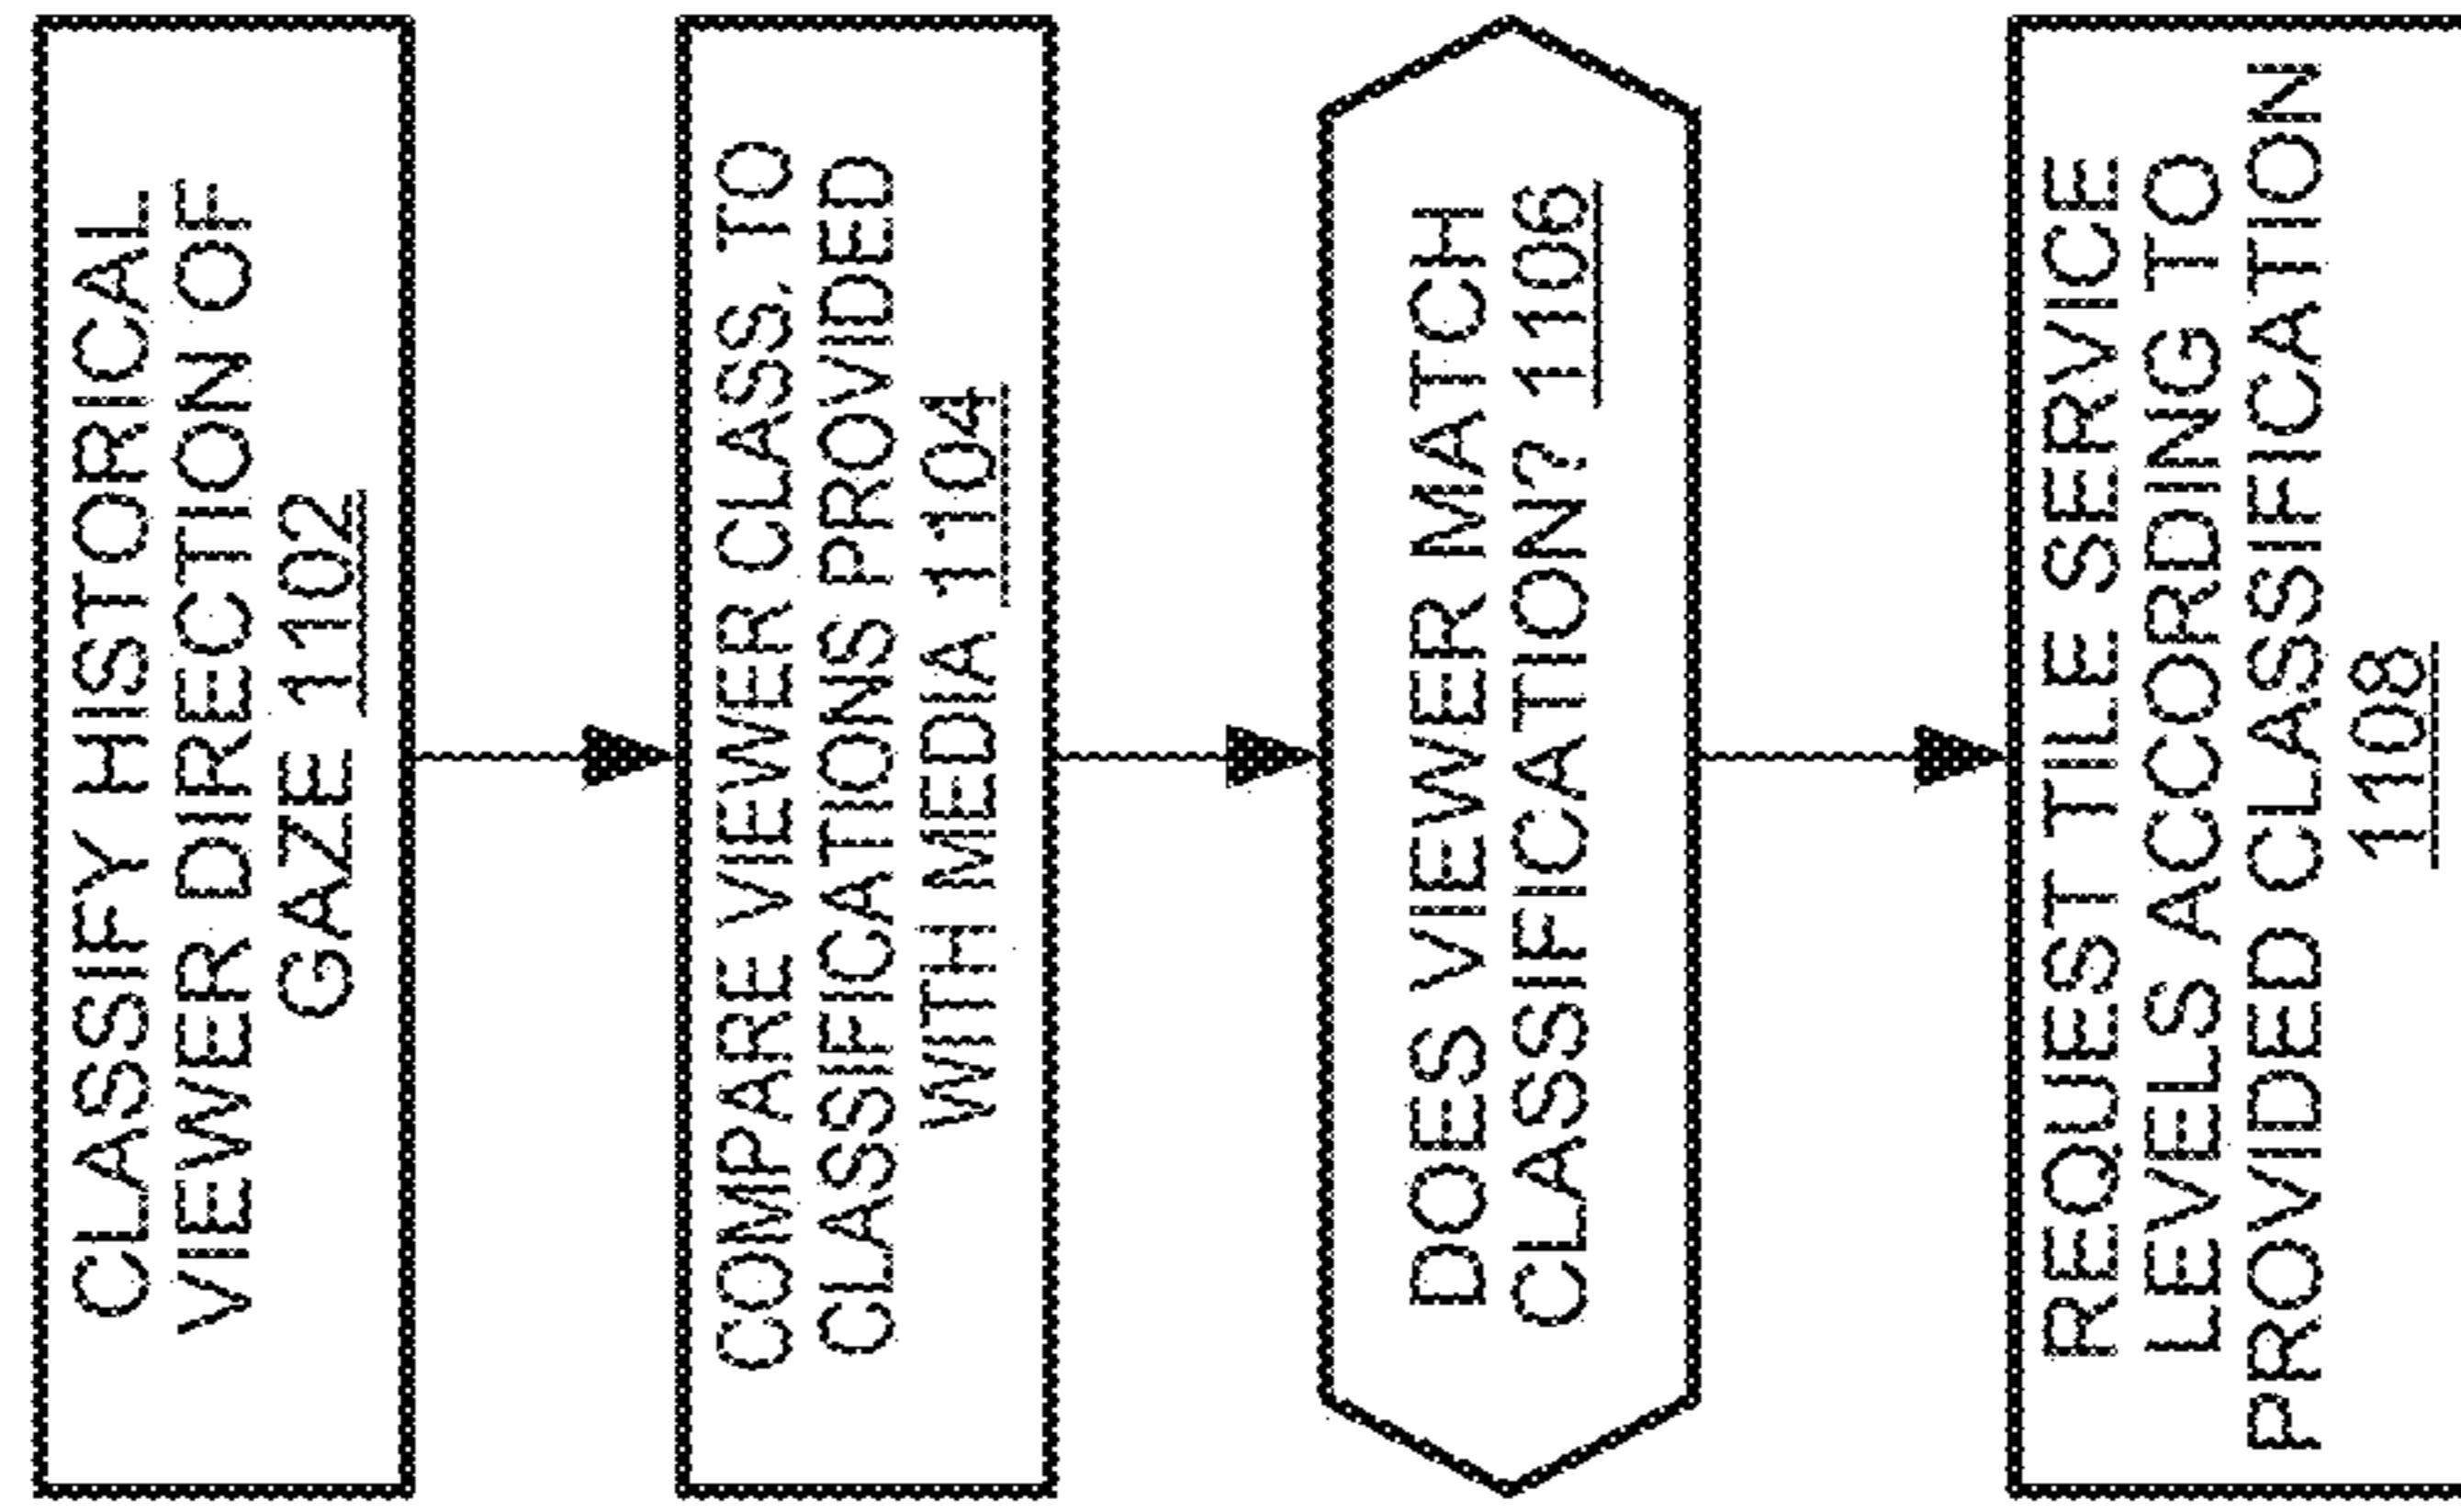 CLASSIFY HISTORICAL
VIEWER DIRECTION OF
GAZE 1102
COMPARE VIEWER CLASS. TO
CLASSIFICATIONS PROVIDED
WITH MEDIA 1104
DOES VIEWER MATCH
CLASSIFICATION? 1106
REQUEST TILE SERVICE
LEVELS ACCORDING TO
PROVIDED CLASSIFICATION
1108